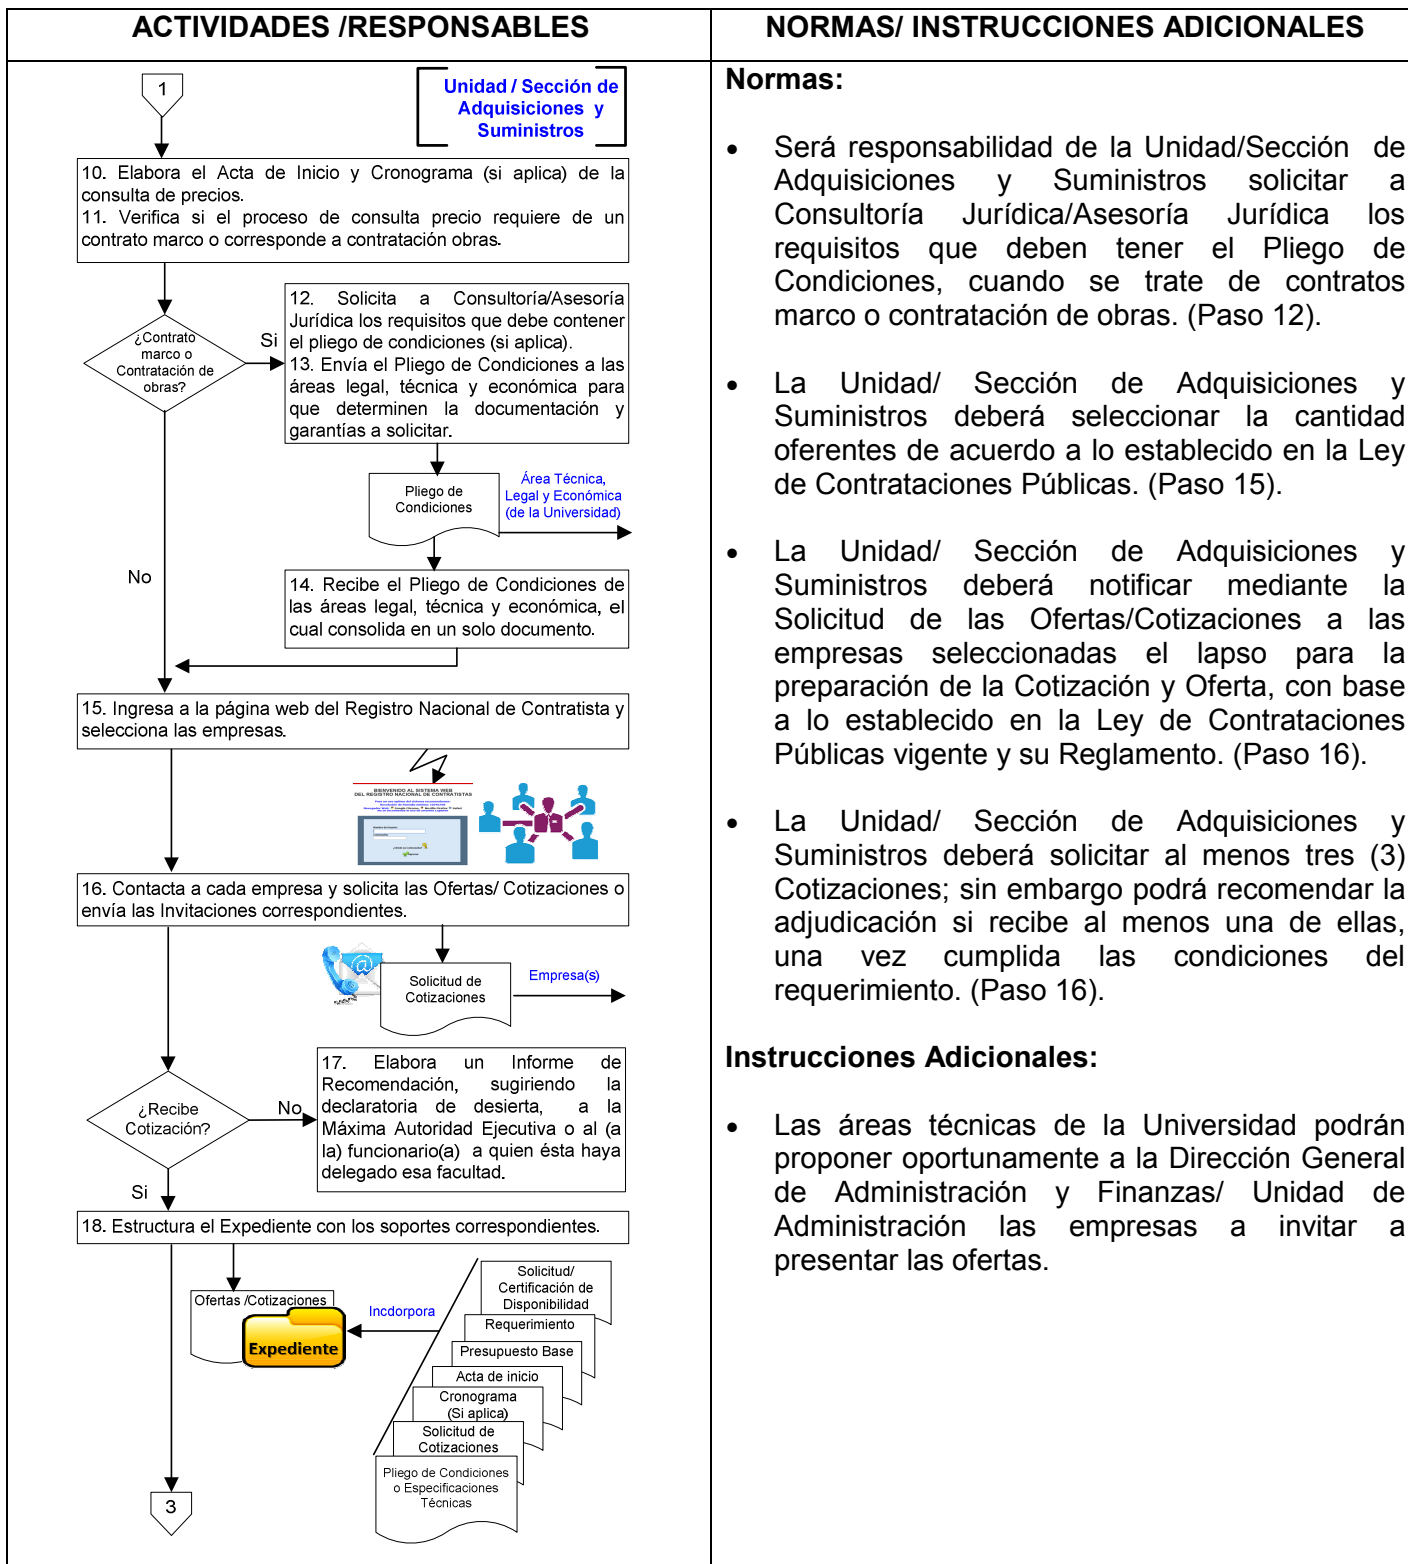 ACTIVIDADES /RESPONSABLES
NORMAS/ INSTRUCCIONES ADICIONALES
1
Unidad / Sección de
Adquisiciones y
Suministros
10. Elabora el Acta de Inicio y Cronograma (si aplica) de la
consulta de precios.
11. Verifica si el proceso de consulta precio requiere de un
contrato marco o corresponde a contratación obras.
¿Contrato
marco o
Contratación de
obras?
Si
12. Solicita a Consultoría/Asesoría
Jurídica los requisitos que debe contener
el pliego de condiciones (si aplica).
13. Envía el Pliego de Condiciones a las
áreas legal, técnica y económica para
que determinen la documentación y
garantías a solicitar.
Pliego de
Condiciones
Área Técnica,
Legal y Económica
(de la Universidad)
No
14. Recibe el Pliego de Condiciones de
las áreas legal, técnica y económica, el
cual consolida en un solo documento.
15. Ingresa a la página web del Registro Nacional de Contratista y
selecciona las empresas.
BIENVENIDO AL SISTEMA WEB
DEL REGISTRO NACIONAL DE CONTRATISTAS
16. Contacta a cada empresa y solicita las Ofertas/ Cotizaciones o
envía las Invitaciones correspondientes.
@
Solicitud de
Cotizaciones
Empresa(s)
¿Recibe
Cotización?
No
17. Elabora un Informe de
Recomendación, sugiriendo la
declaratoria de desierta, a la
Máxima Autoridad Ejecutiva o al (a
la) funcionario(a) a quien ésta haya
delegado esa facultad.
Si
18. Estructura el Expediente con los soportes correspondientes.
Ofertas /Cotizaciones
Expediente
Incdorpora
Solicitud/
Certificación de
Disponibilidad
Requerimiento
Presupuesto Base
Acta de inicio
Cronograma
(Si aplica)
Solicitud de
Cotizaciones
Pliego de Condiciones
o Especificaciones
Técnicas
3
Normas:
• Será responsabilidad de la Unidad/Sección de
Adquisiciones y Suministros solicitar a
Consultoría Jurídica/Asesoría Jurídica los
requisitos que deben tener el Pliego de
Condiciones, cuando se trate de contratos
marco o contratación de obras. (Paso 12).
• La Unidad/ Sección de Adquisiciones y
Suministros deberá seleccionar la cantidad
oferentes de acuerdo a lo establecido en la Ley
de Contrataciones Públicas. (Paso 15).
• La Unidad/ Sección de Adquisiciones y
Suministros deberá notificar mediante la
Solicitud de las Ofertas/Cotizaciones a las
empresas seleccionadas el lapso para la
preparación de la Cotización y Oferta, con base
a lo establecido en la Ley de Contrataciones
Públicas vigente y su Reglamento. (Paso 16).
• La Unidad/ Sección de Adquisiciones y
Suministros deberá solicitar al menos tres (3)
Cotizaciones; sin embargo podrá recomendar la
adjudicación si recibe al menos una de ellas,
una vez cumplida las condiciones del
requerimiento. (Paso 16).
Instrucciones Adicionales:
• Las áreas técnicas de la Universidad podrán
proponer oportunamente a la Dirección General
de Administración y Finanzas/ Unidad de
Administración las empresas a invitar a
presentar las ofertas.